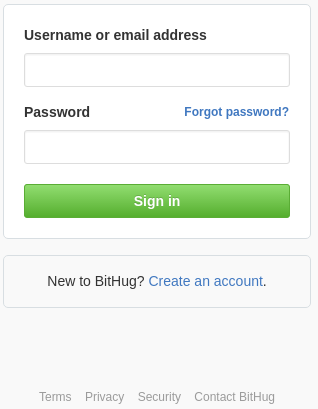 Username or email address
Password Forgot password?
Sign in
New to BitHug? Create an account.
Terms Privacy Security Contact BitHug